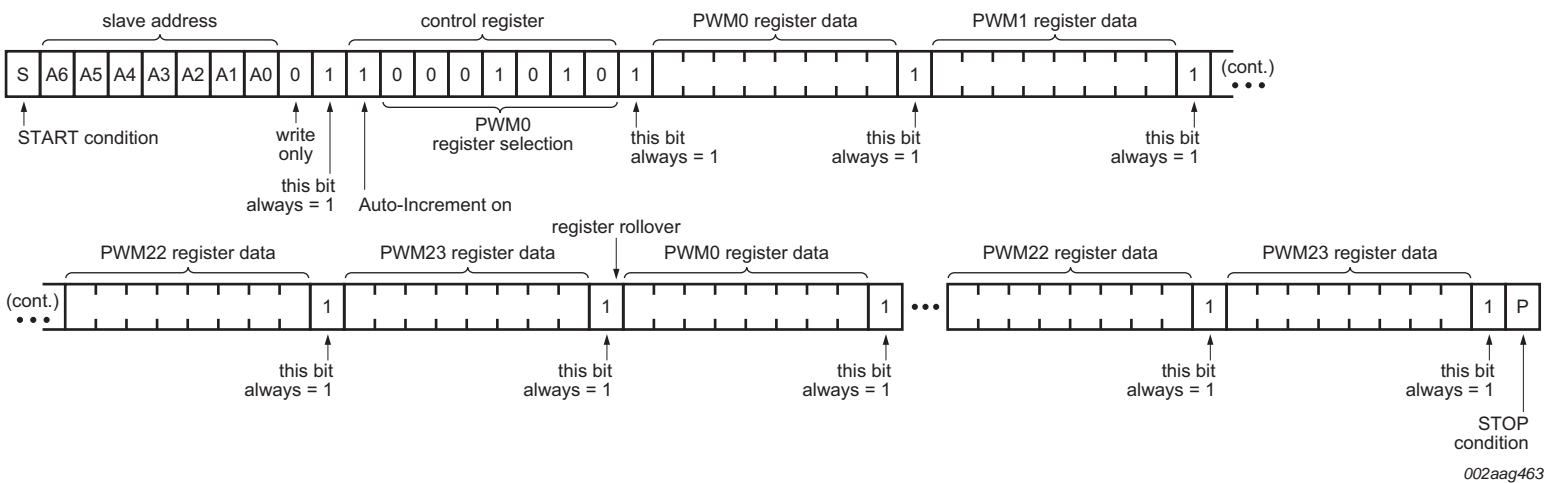 slave address control register PWM0 register data PWM1 register data
S A6 A5 A4 A3 A2 A1 A0 0 1 1 0 0 0 1 0 1 0 1 1 1 (cont.)
START condition
write
only
this bit
always = 1
Auto-Increment on
PWM0
register selection
this bit
always = 1
this bit
always = 1
this bit
always = 1
register rollover
PWM22 register data PWM23 register data PWM0 register data PWM22 register data PWM23 register data
(cont.) 1 1 1 1 1 P
this bit
always = 1
this bit
always = 1
this bit
always = 1
this bit
always = 1
this bit
always = 1
STOP
condition
002aag463